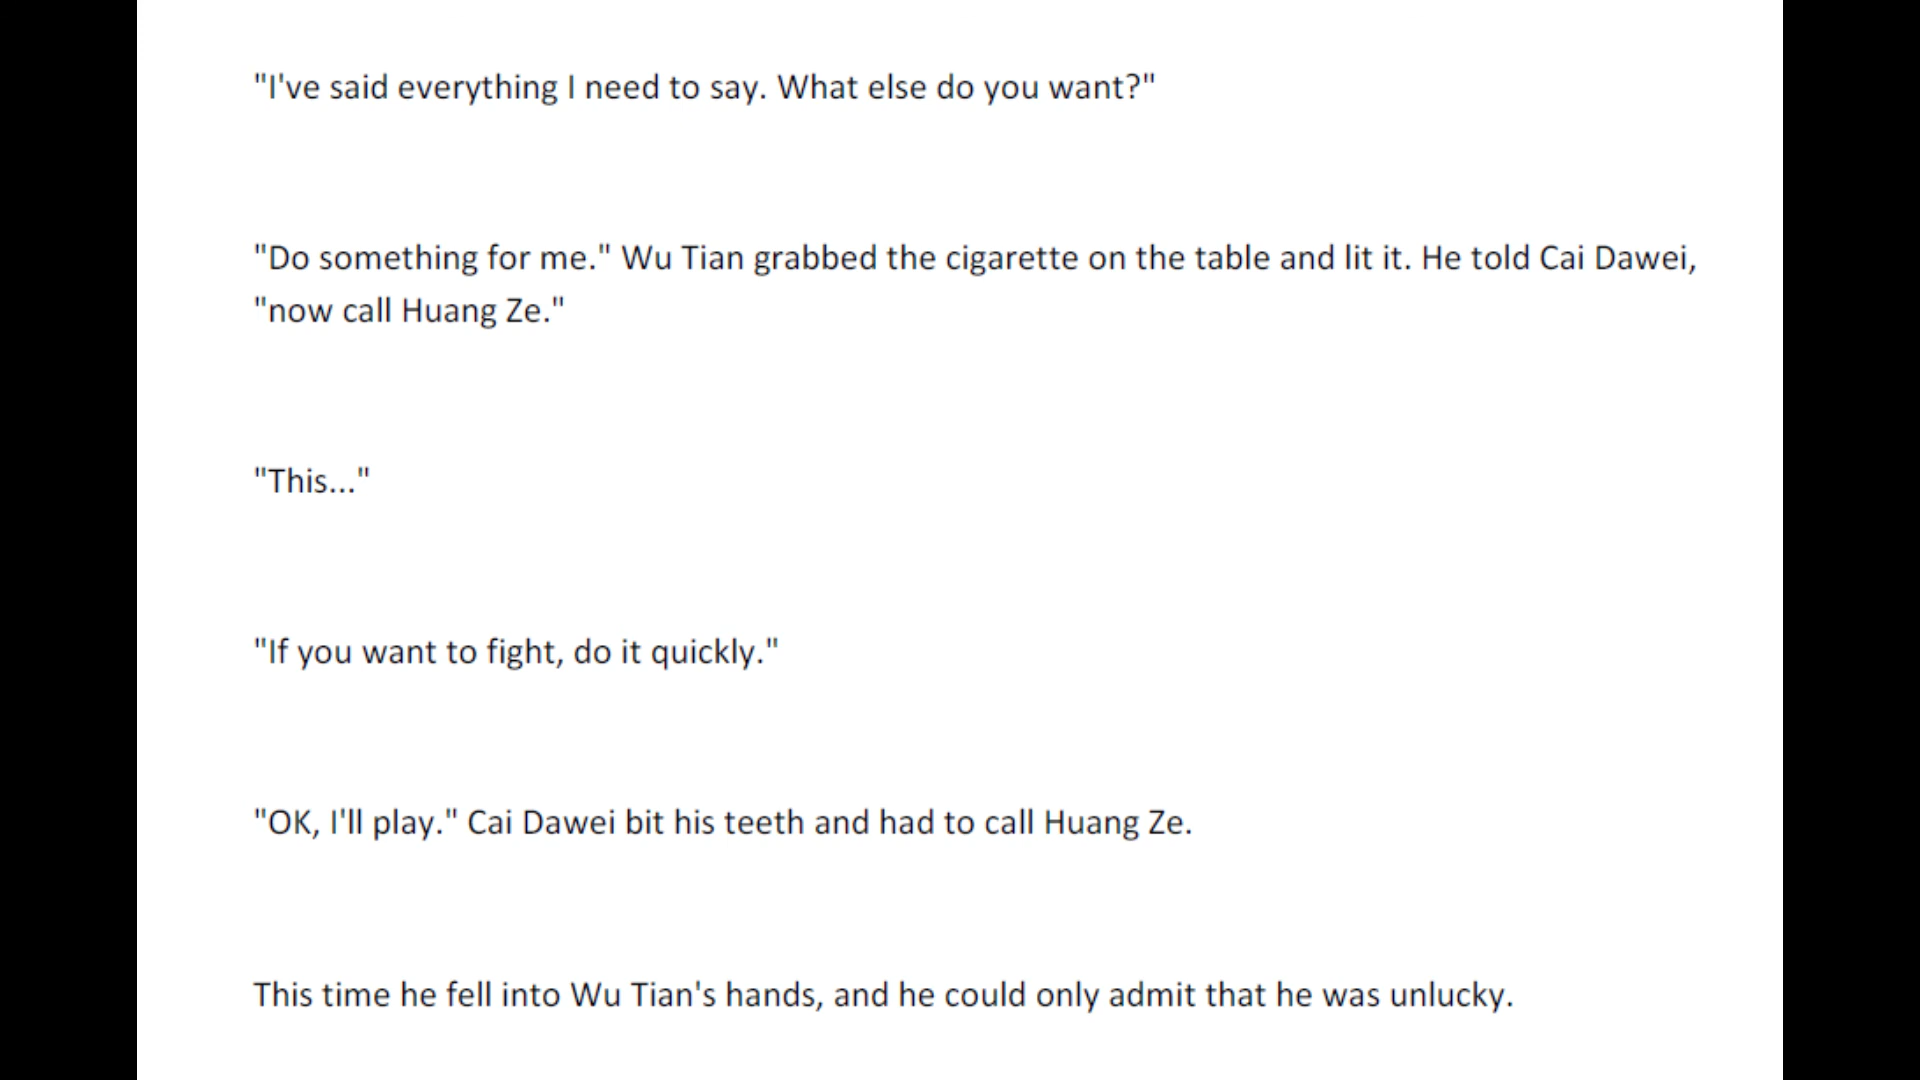 "I've said everything I need to say. What else do you want?"
"Do something for me." Wu Tian grabbed the cigarette on the table and lit it. He told Cai Dawei,
"now call Huang Ze."
"This..."
"If you want to fight, do it quickly."
"OK, I'll play." Cai Dawei bit his teeth and had to call Huang Ze.
This time he fell into Wu Tian's hands, and he could only admit that he was unlucky.